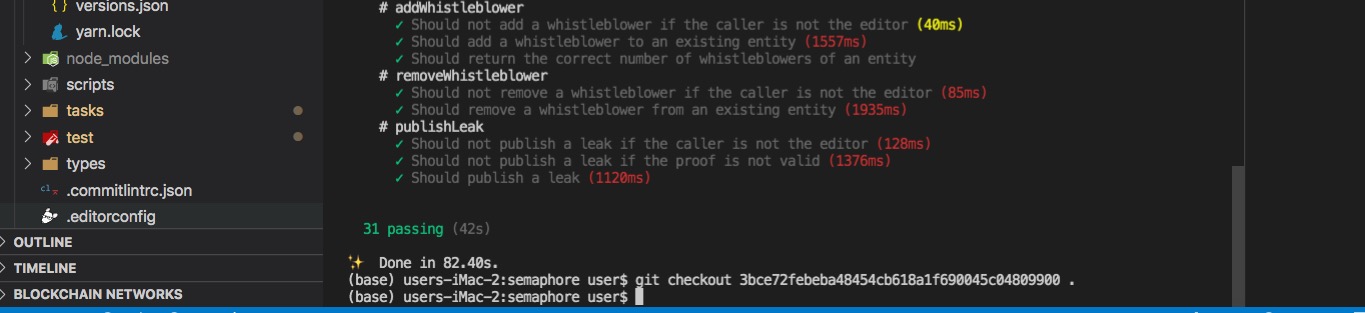 versions.json
yarn.lock
node_modules
scripts
tasks
test
types
.commitlintrc.json
.editorconfig
OUTLINE
TIMELINE
BLOCKCHAIN NETWORKS
# addWhistleblower
✓ Should not add a whistleblower if the caller is not the editor (40ms)
✓ Should add a whistleblower to an existing entity (1557ms)
✓ Should return the correct number of whistleblowers of an entity
# removeWhistleblower
✓ Should not remove a whistleblower if the caller is not the editor (85ms)
✓ Should remove a whistleblower from an existing entity (1935ms)
# publishLeak
✓ Should not publish a leak if the caller is not the editor (128ms)
✓ Should not publish a leak if the proof is not valid (1376ms)
✓ Should publish a leak (1120ms)
31 passing (42s)
✨ Done in 82.40s.
(base) users-iMac-2:semaphore user$ git checkout 3bce72febeba48454cb618a1f690045c04809900 .
(base) users-iMac-2:semaphore user$